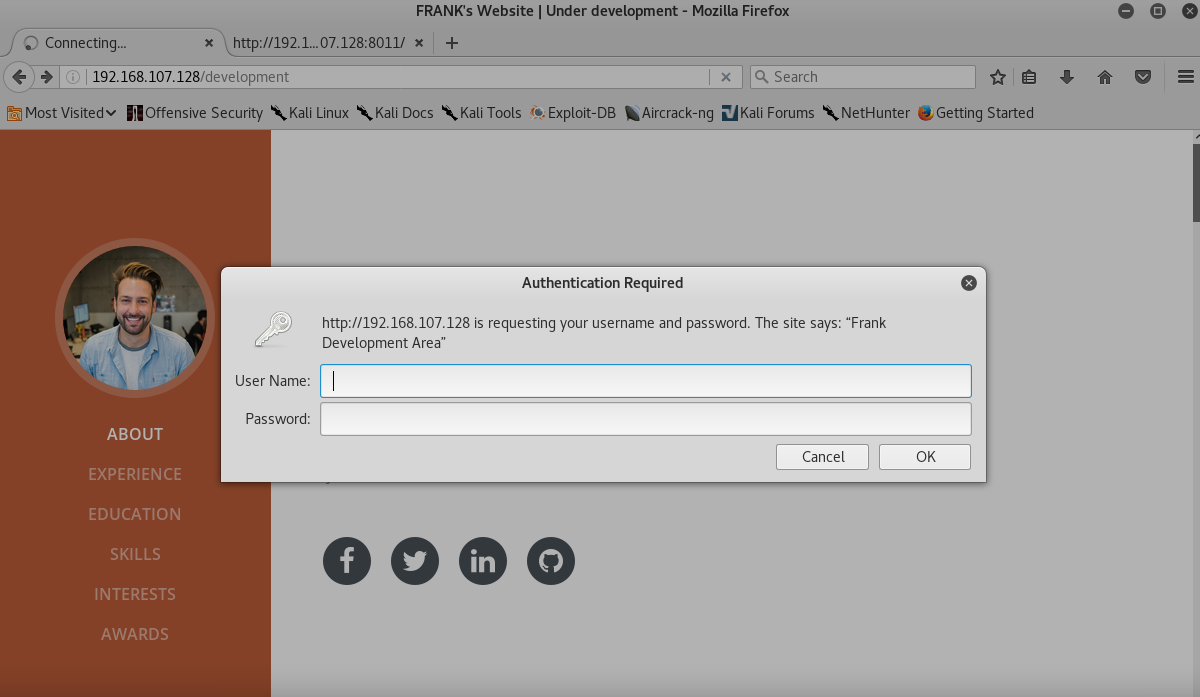 FRANK's Website | Under development - Mozilla Firefox
Connecting...
http://192.1...07.128:8011/
192.168.107.128/development
Search
Most Visited
Offensive Security
Kali Linux
Kali Docs
Kali Tools
Exploit-DB
Aircrack-ng
Kali Forums
NetHunter
Getting Started
Authentication Required
http://192.168.107.128 is requesting your username and password. The site says: “Frank
Development Area”
User Name:
Password:
Cancel
OK
ABOUT
EXPERIENCE
EDUCATION
SKILLS
INTERESTS
AWARDS